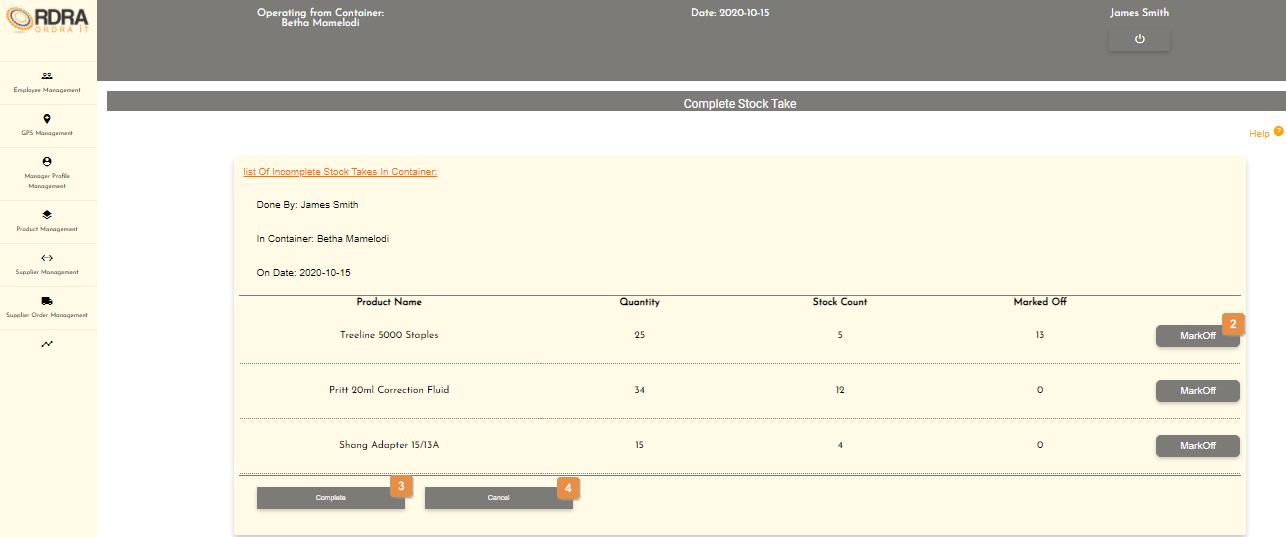 RDRA
ORDRA IT
Operating from Container:
Betha Mamelodi
Date: 2020-10-15
James Smith
Employee Management
GPS Management
Manager Profile
Management
Product Management
Supplier Management
Supplier Order Management
Complete Stock Take
Help ?
list Of Incomplete Stock Takes In Container:
Done By: James Smith
In Container: Betha Mamelodi
On Date: 2020-10-15
Product Name Quantity Stock Count Marked Off
2
Treeline 5000 Staples 25 5 13 MarkOff
Pritt 20ml Correction Fluid 34 12 0 MarkOff
Shang Adapter 15/13A 15 4 0 MarkOff
3 4
Complete Cancel